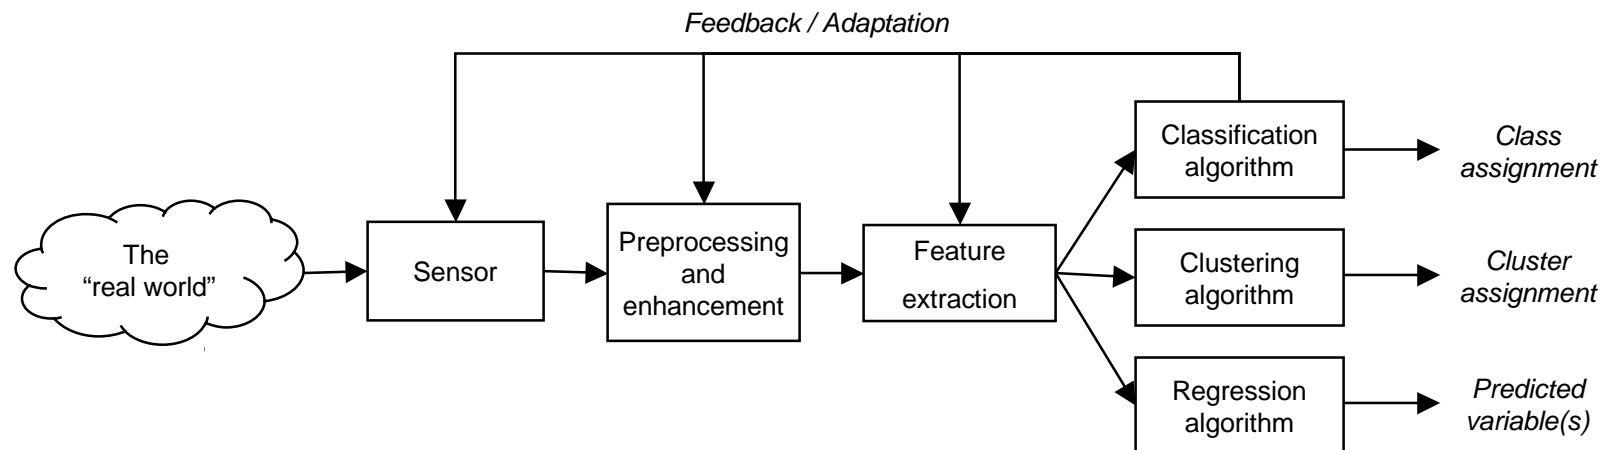 Feedback / Adaptation
The
“real world”
Sensor
Preprocessing
and
enhancement
Feature
extraction
Classification
algorithm
Class
assignment
Clustering
algorithm
Cluster
assignment
Regression
algorithm
Predicted
variable(s)